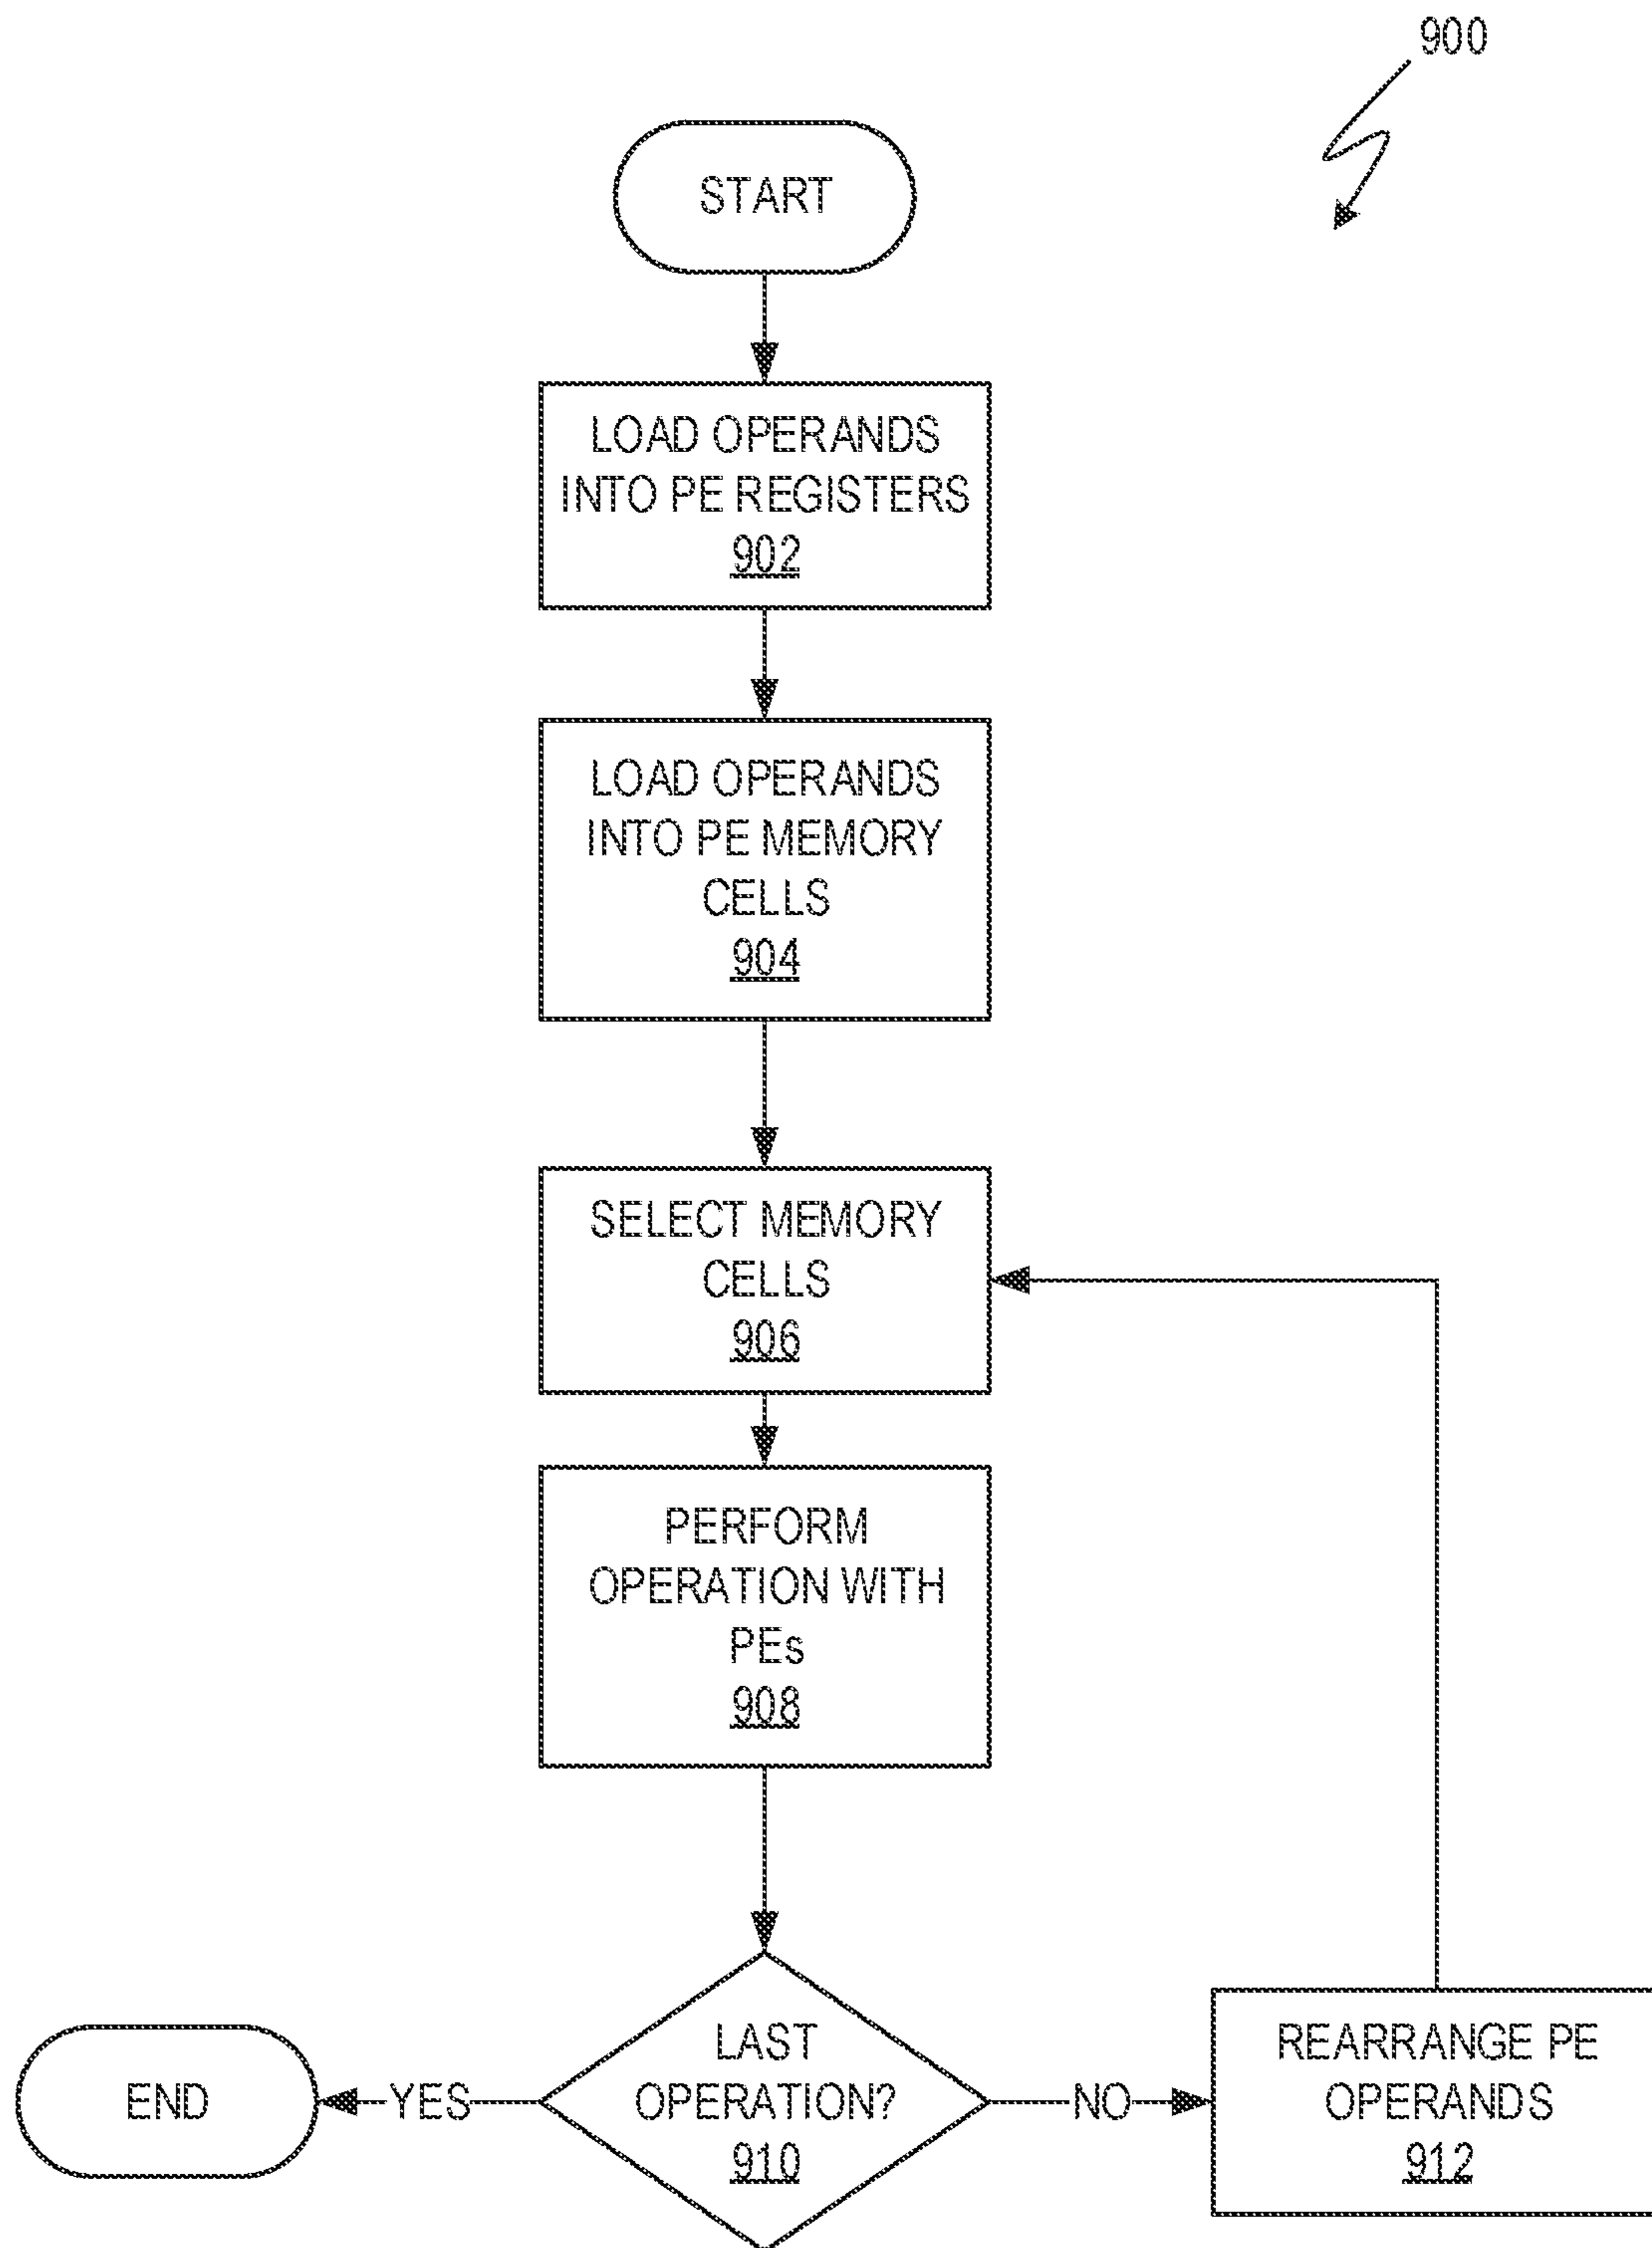 900
START
LOAD OPERANDS
INTO PE REGISTERS
902
LOAD OPERANDS
INTO PE MEMORY
CELLS
904
SELECT MEMORY
CELLS
906
PERFORM
OPERATION WITH
PEs
908
LAST
OPERATION?
910
YES
END
NO
REARRANGE PE
OPERANDS
912